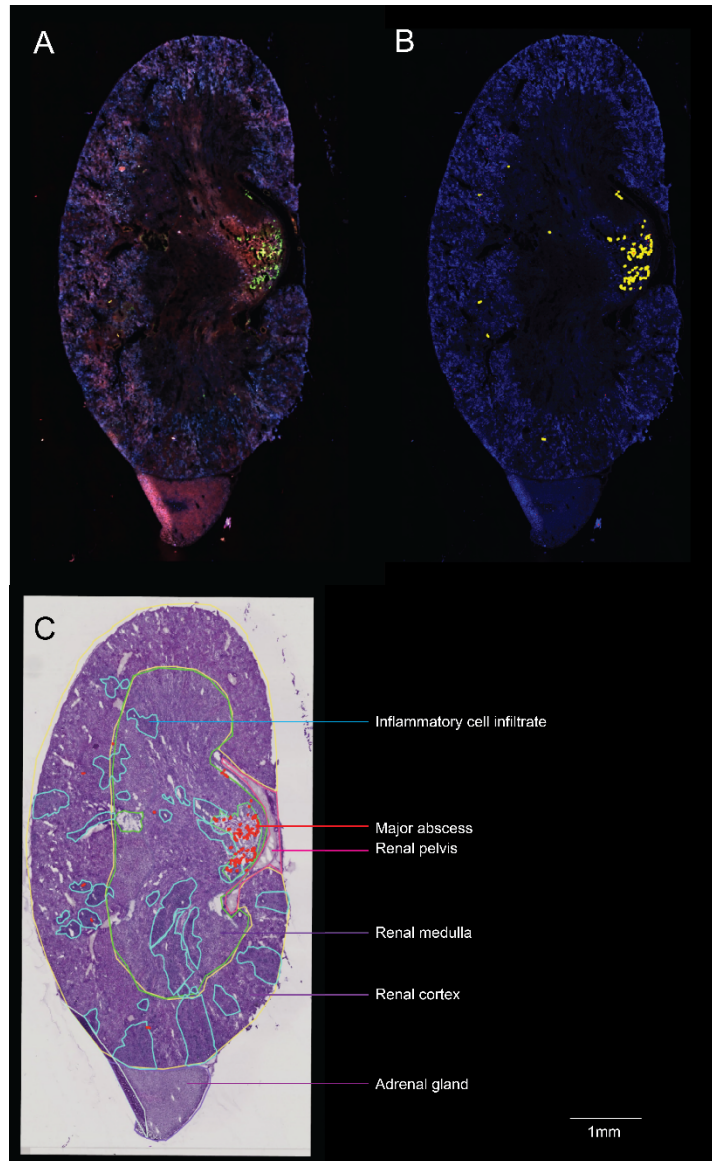 A
B
C
Inflammatory cell infiltrate
Major abscess
Renal pelvis
Renal medulla
Renal cortex
Adrenal gland
1mm